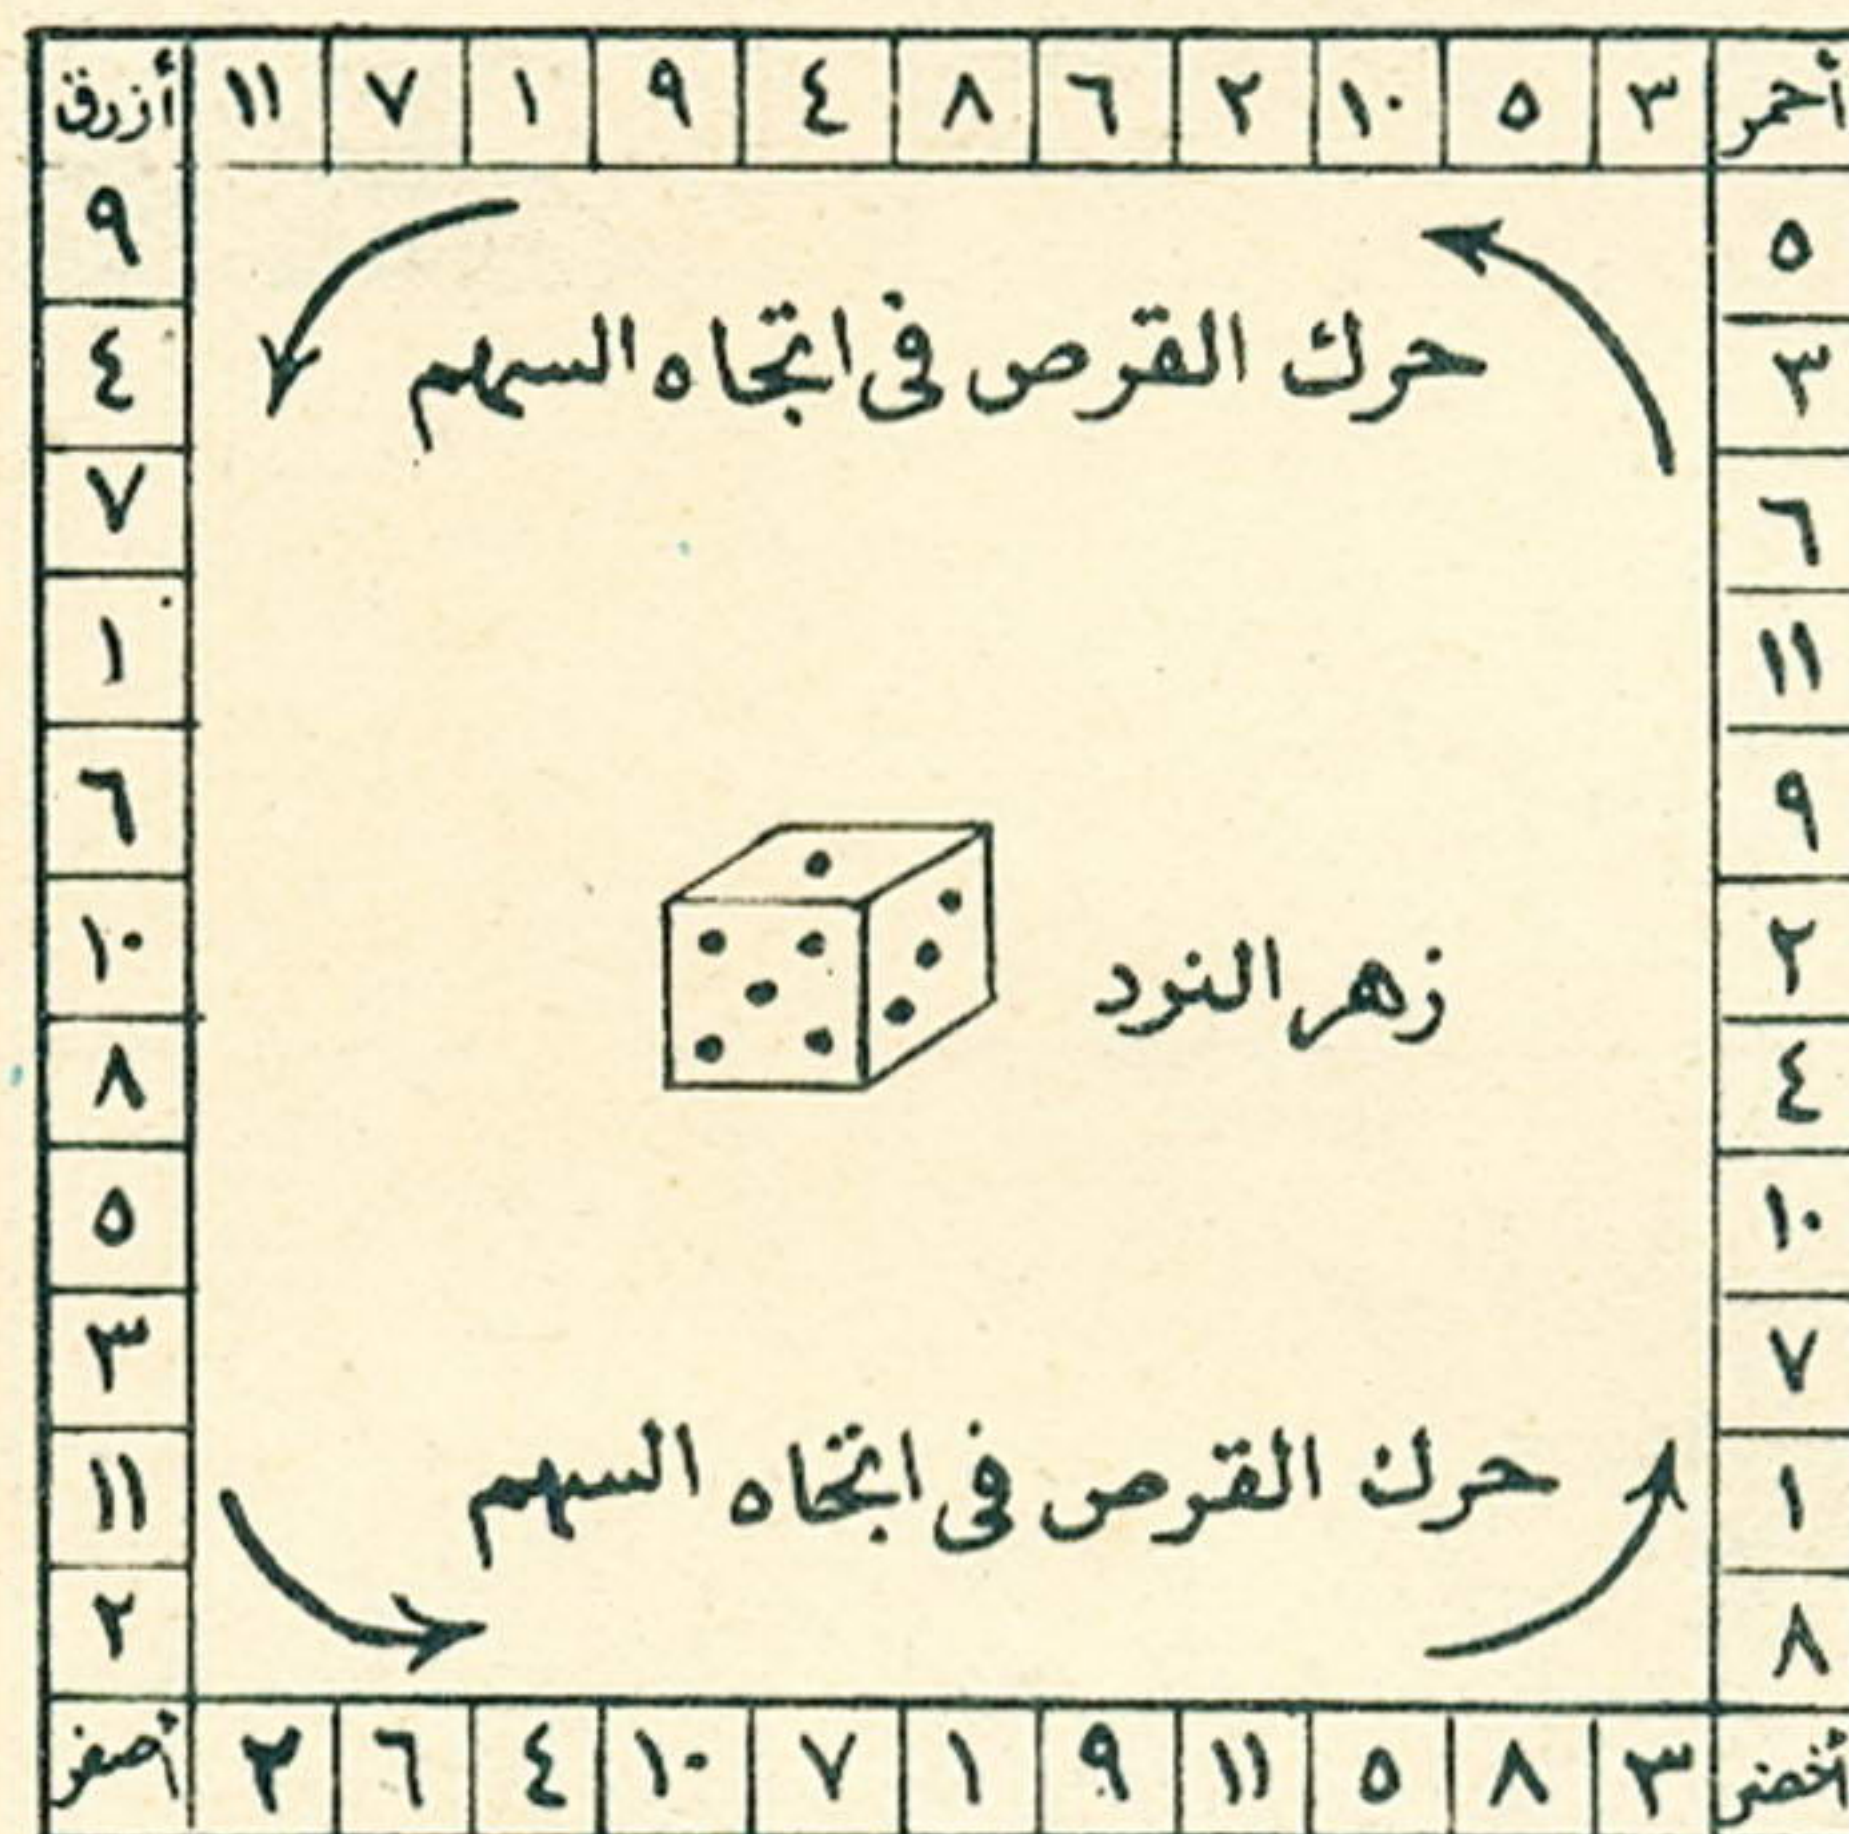 أحمر ٣ ٥ ١٠ ٢ ٦ ٨ ٤ ٩ ١ ٧ ١١ أزرق
٥ ٩
حرك القرص فى اتجاه السهم
٣ ٤
٦ ٧
١١ ١
٩ ٦
٢ ١٠
زهر النرد
٤ ٨
١٠ ٥
٧ ٣
حرك القرص فى اتجاه السهم
١ ١١
٨ ٢
أخضر ٣ ٨ ٥ ١١ ٩ ١ ٧ ١٠ ٤ ٦ ٢ أصفر